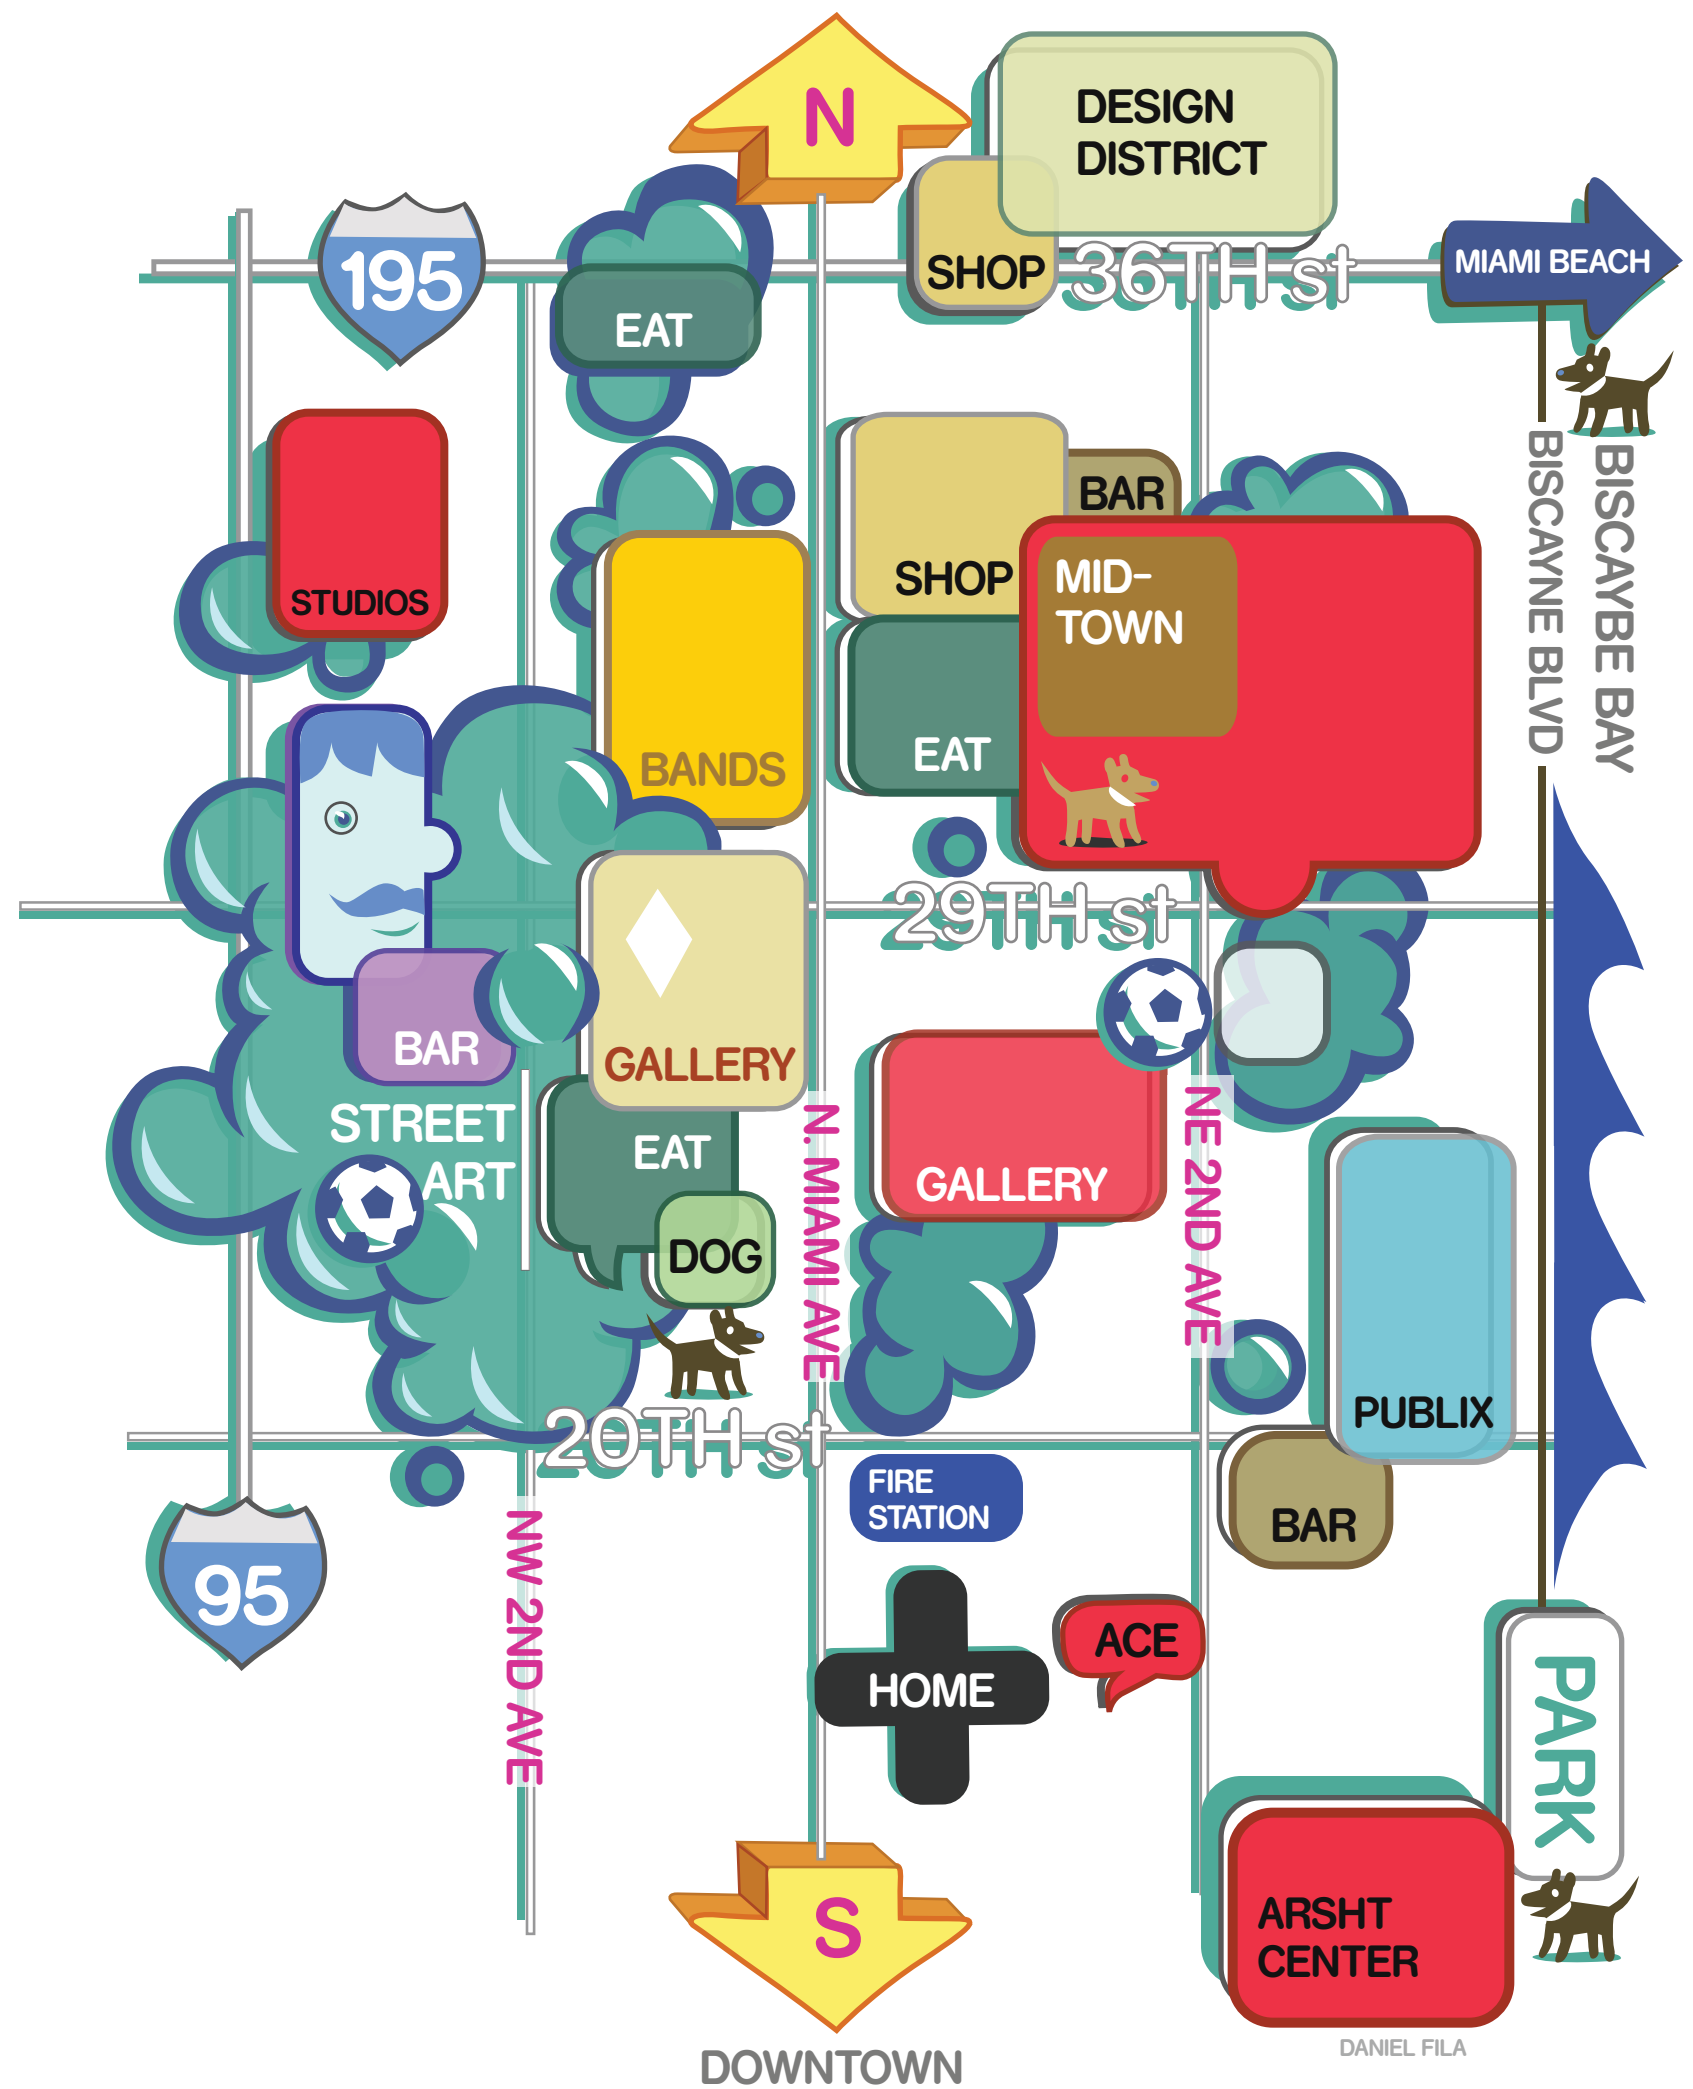 N
DESIGN
DISTRICT
195
EAT
SHOP
36TH st
MIAMI BEACH
STUDIOS
BANDS
SHOP
BAR
EAT
MID-
TOWN
BISCAYNE BLVD
BISCAYBE BAY
29TH st
BAR
GALLERY
STREET
ART
EAT
DOG
N. MIAMI AVE
GALLERY
NE 2ND AVE
PUBLIX
20TH st
FIRE
STATION
BAR
95
NW 2ND AVE
HOME
ACE
PARK
S
ARSHT
CENTER
DANIEL FILA
DOWNTOWN